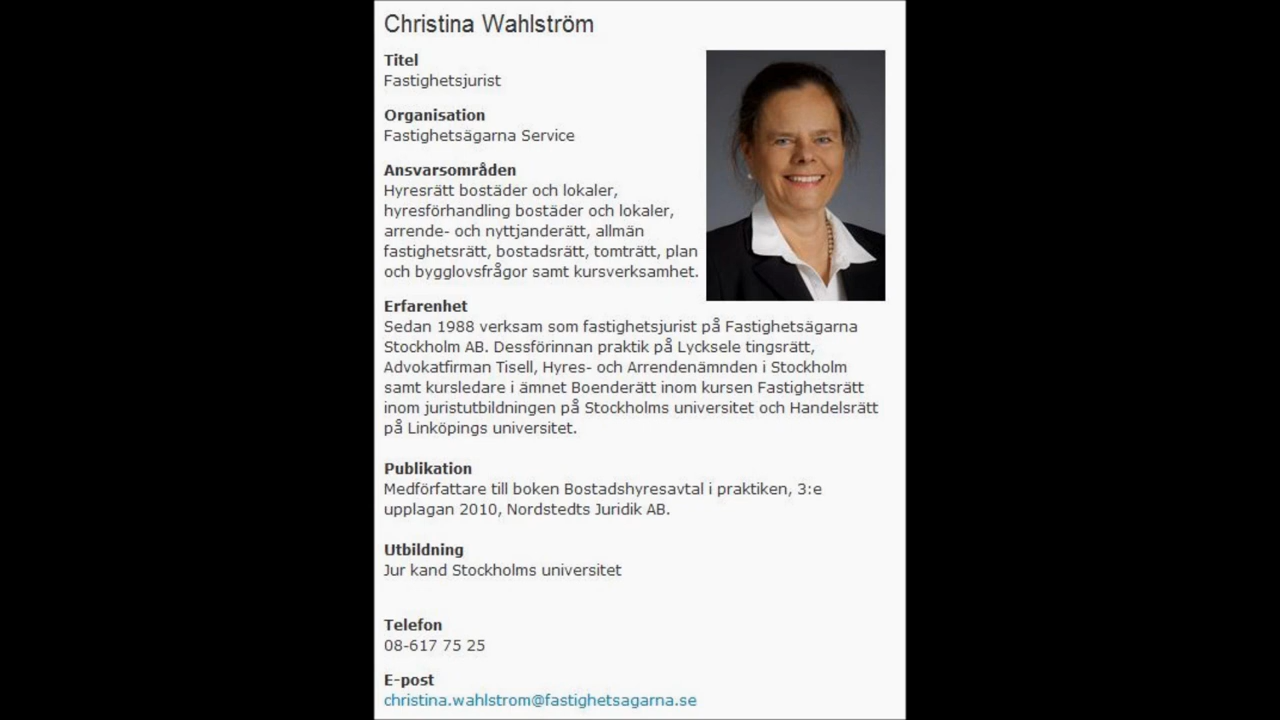 Christina Wahlström
Titel
Fastighetsjurist
Organisation
Fastighetsägarna Service
Ansvarsområden
Hyresrätt bostäder och lokaler,
hyresförhandling bostäder och lokaler,
arrende- och nyttjanderätt, allmän
fastighetsrätt, bostadsrätt, tomträtt, plan
och bygglovsfrågor samt kursverksamhet.
Erfarenhet
Sedan 1988 verksam som fastighetsjurist på Fastighetsägarna
Stockholm AB. Dessförinnan praktik på Lycksele tingsrätt,
Advokatfirman Tisell, Hyres- och Arrendenämnden i Stockholm
samt kursledare i ämnet Boenderätt inom kursen Fastighetsrätt
inom juristutbildningen på Stockholms universitet och Handelsrätt
på Linköpings universitet.
Publikation
Medförfattare till boken Bostadshyresavtal i praktiken, 3:e
upplagan 2010, Nordstedts Juridik AB.
Utbildning
Jur kand Stockholms universitet
Telefon
08-617 75 25
E-post
christina.wahlstrom@fastighetsagarna.se